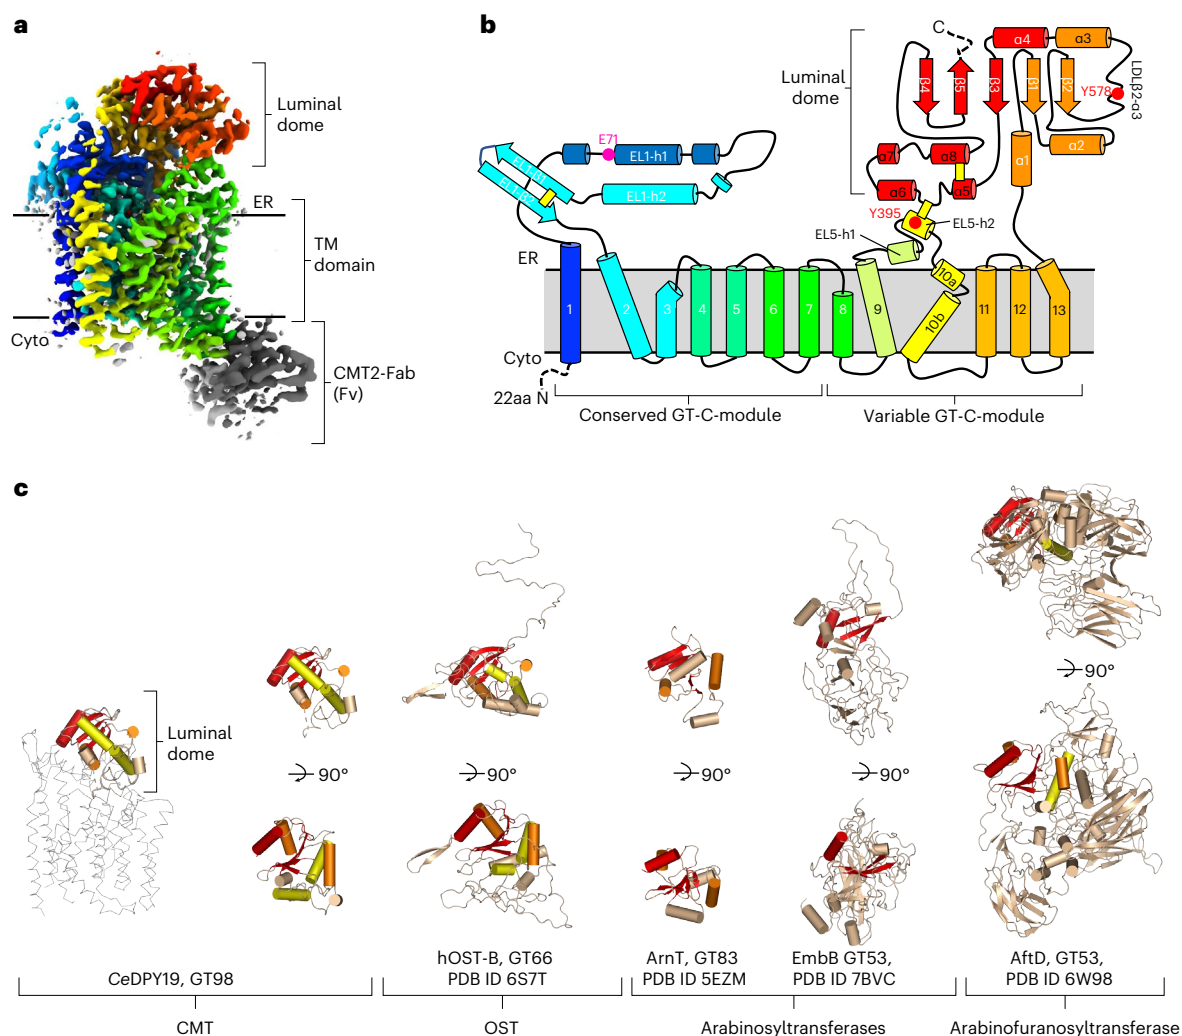 a
Luminal
dome
ER
TM
domain
Cyto
CMT2-Fab
(Fv)
b
Luminal
dome
C
α4
α3
β4
β5
β3
β1
β2
LDLβ2-α3
Y578
α7
α8
α1
α2
α6
α5
Y395
EL5-h2
EL5-h1
E71
EL1-h1
EL1-β1
EL1-β2
EL1-h2
ER
1
2
3
4
5
6
7
8
9
10a
10b
11
12
13
Cyto
22aa N
Conserved GT-C-module
Variable GT-C-module
c
Luminal
dome
90°
90°
90°
90°
90°
CeDPY19, GT98
hOST-B, GT66
PDB ID 6S7T
ArnT, GT83
PDB ID 5EZM
EmbB GT53,
PDB ID 7BVC
AftD, GT53,
PDB ID 6W98
CMT
OST
Arabinosyltransferases
Arabinofuranosyltransferase